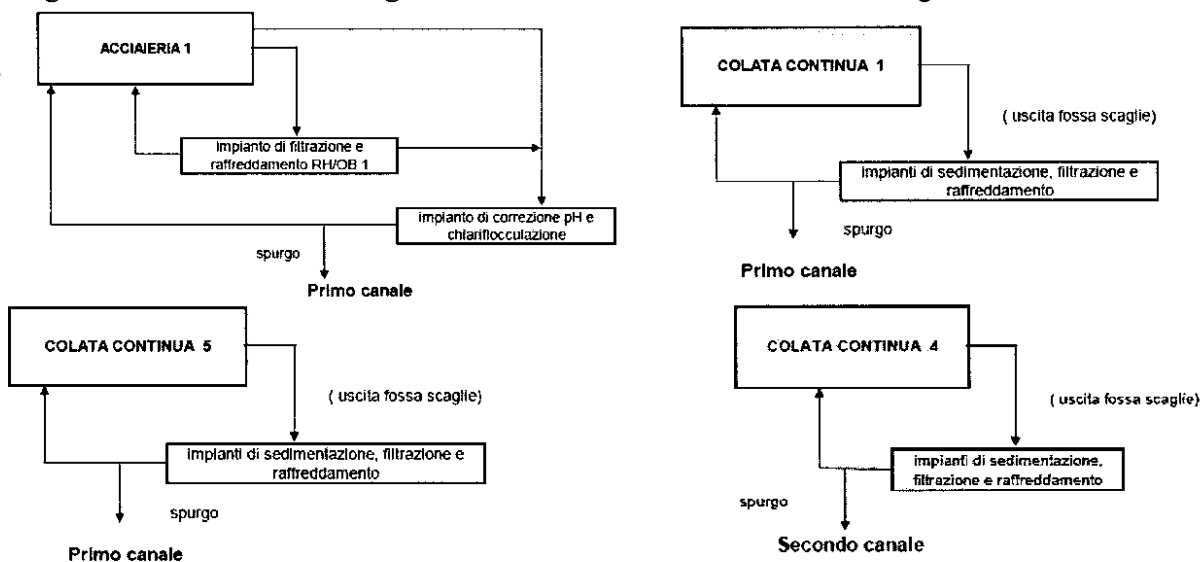 ACCIAIERIA 1
impianto di filtrazione e
raffreddamento RH/OB 1
impianto di correzione pH e
chiariflocculazione
spurgo
Primo canale
COLATA CONTINUA 1
( uscita fossa scaglie)
impianti di sedimentazione, filtrazione e
raffreddamento
spurgo
Primo canale
COLATA CONTINUA 5
( uscita fossa scaglie)
impianti di sedimentazione, filtrazione e
raffreddamento
spurgo
Primo canale
COLATA CONTINUA 4
( uscita fossa scaglie)
impianti di sedimentazione,
filtrazione e raffreddamento
spurgo
Secondo canale